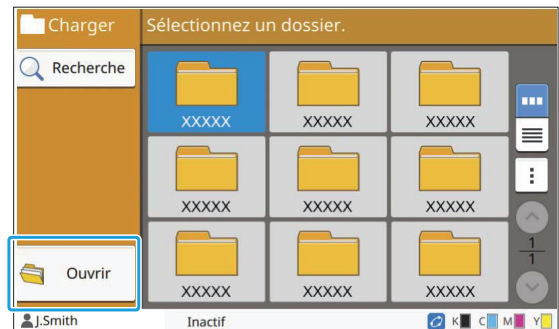 Charger
Sélectionnez un dossier.
Recherche
XXXXX XXXXX XXXXX
XXXXX XXXXX XXXXX
XXXXX XXXXX XXXXX
1
1
Ouvrir
J.Smith Inactif K C M Y